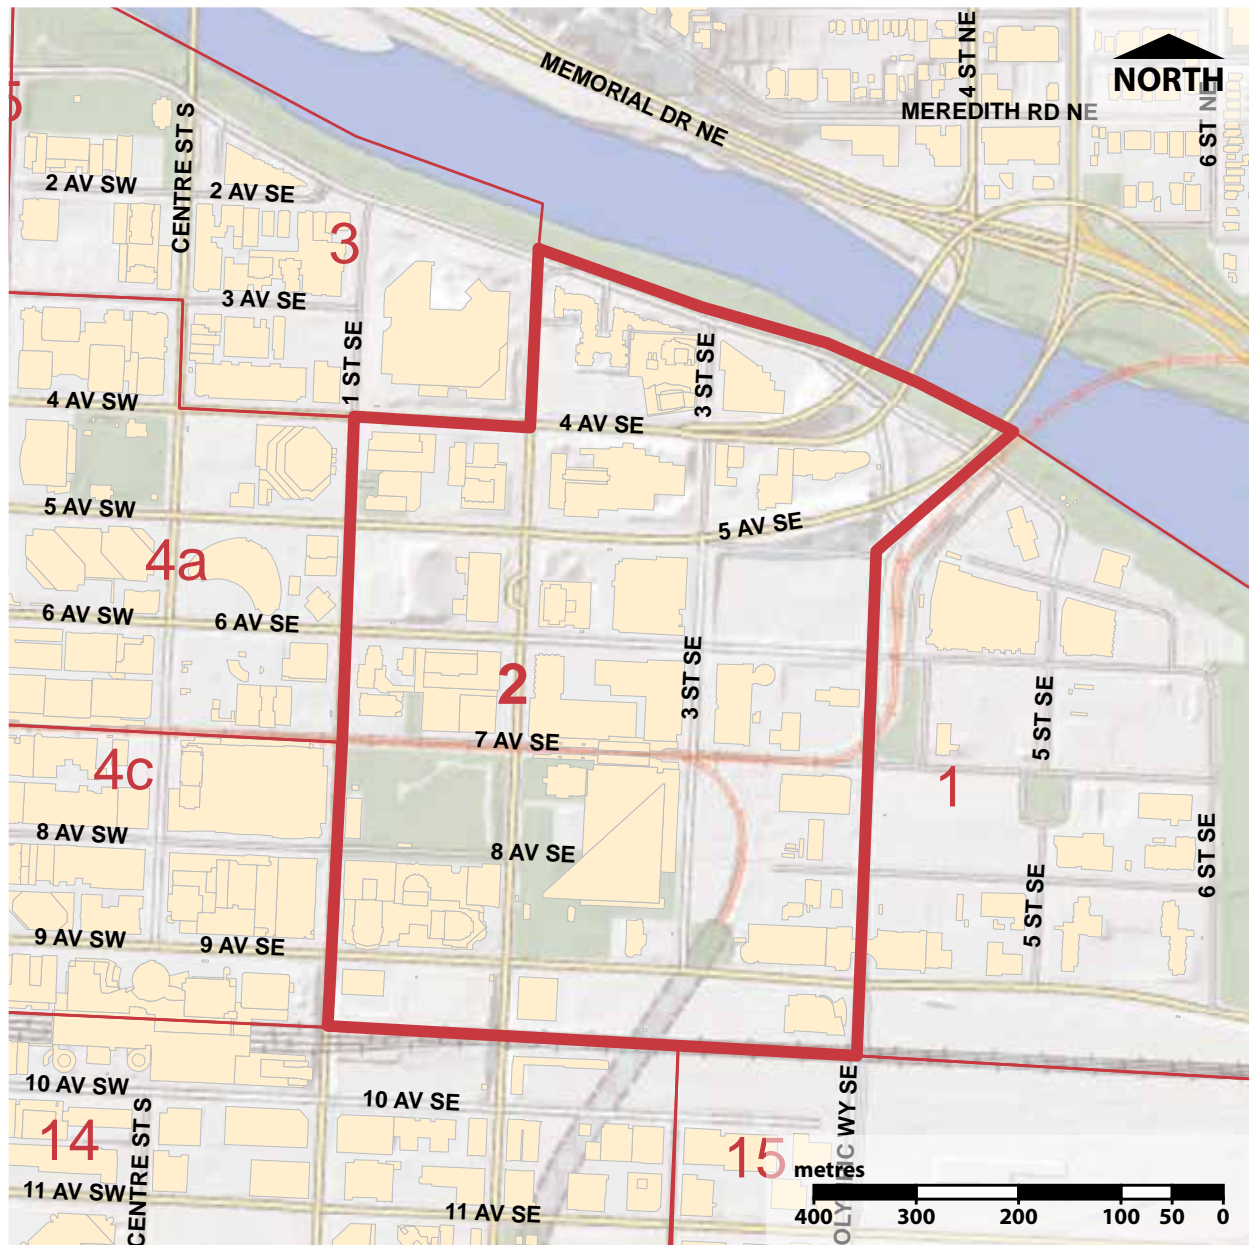 4 ST NE
NORTH
MEMORIAL DR NE
MEREDITH RD NE
6 ST NE
5
CENTRE ST S
2 AV SW
2 AV SE
3
3 AV SE
1 ST SE
3 ST SE
4 AV SW
4 AV SE
5 AV SW
5 AV SE
4a
6 AV SW
6 AV SE
2
3 ST SE
5 ST SE
7 AV SE
4c
1
8 AV SW
8 AV SE
6 ST SE
5 ST SE
9 AV SW
9 AV SE
10 AV SW
10 AV SE
14
CENTRE ST S
15
OLYMPIC WY SE
metres
11 AV SW
11 AV SE
400 300 200 100 50 0